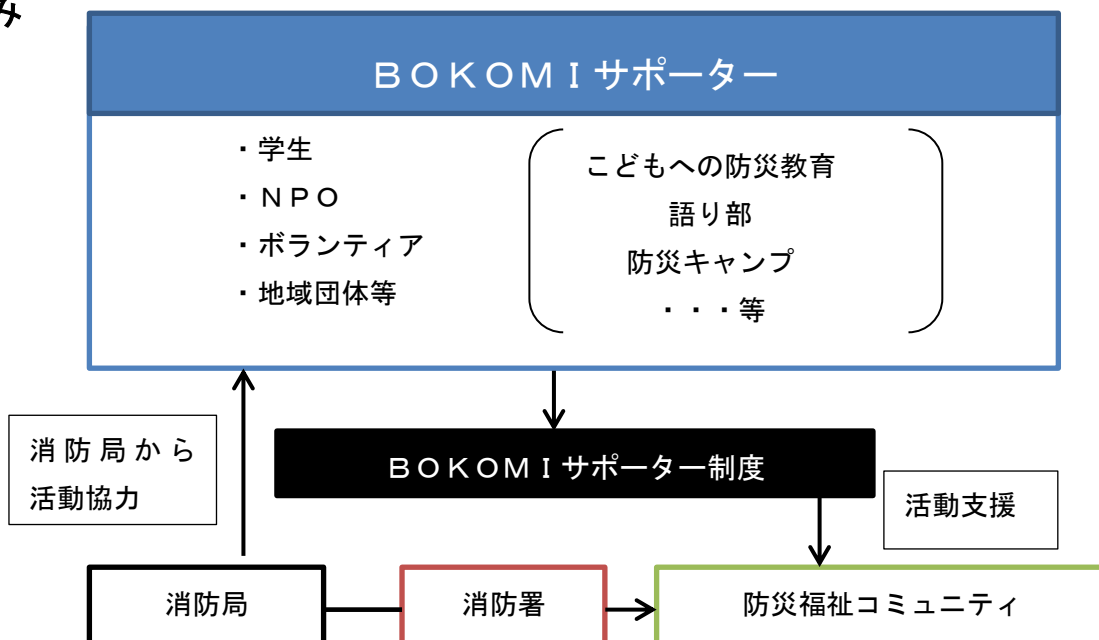 み
ＢＯＫＯＭＩサポーター
・学生
・ＮＰＯ
・ボランティア
・地域団体等
こどもへの防災教育
語り部
防災キャンプ
・・・等
消防局から
活動協力
ＢＯＫＯＭＩサポーター制度
活動支援
消防局
消防署
防災福祉コミュニティ